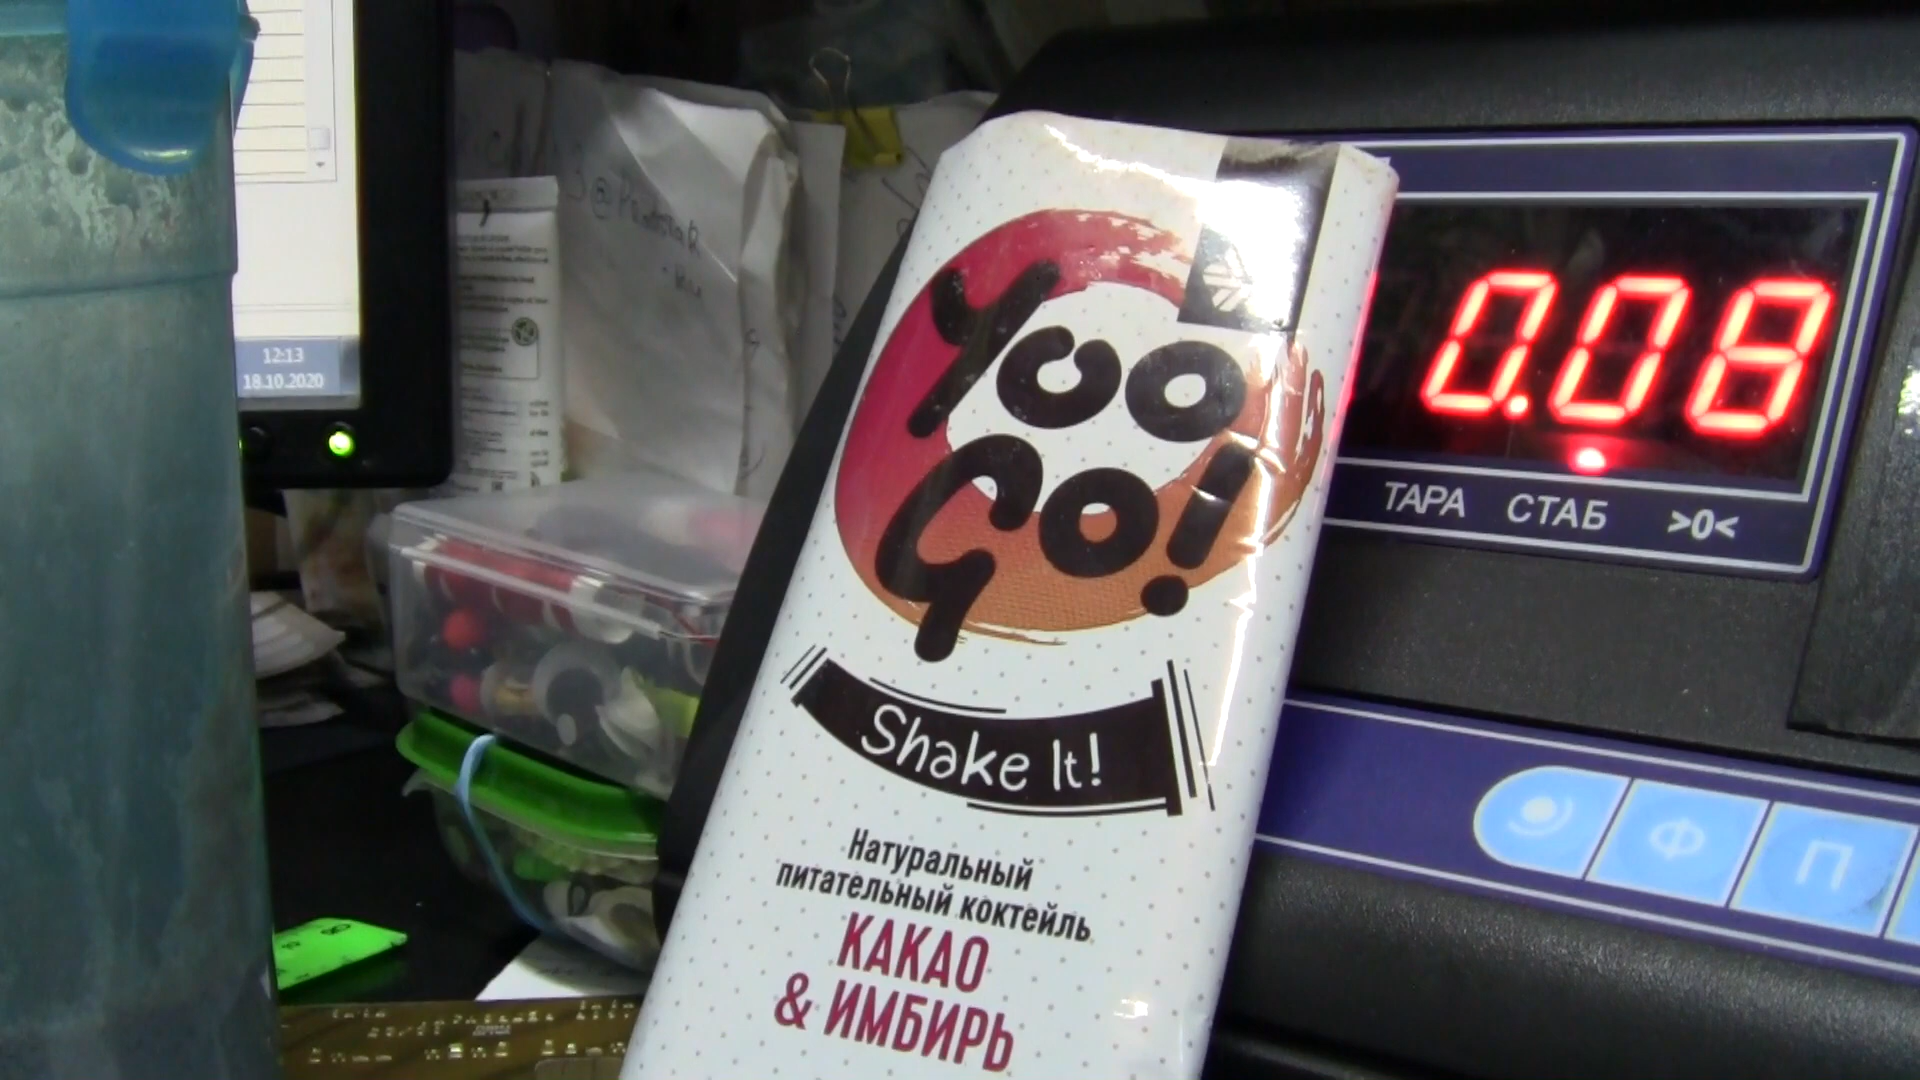 12:13
18.10.2020
Yoo
Go!
Shake It!
Натуральный
питательный коктейль
КАКАО
& ИМБИРЬ
0.08
ТАРА СТАБ >0<
Ф П